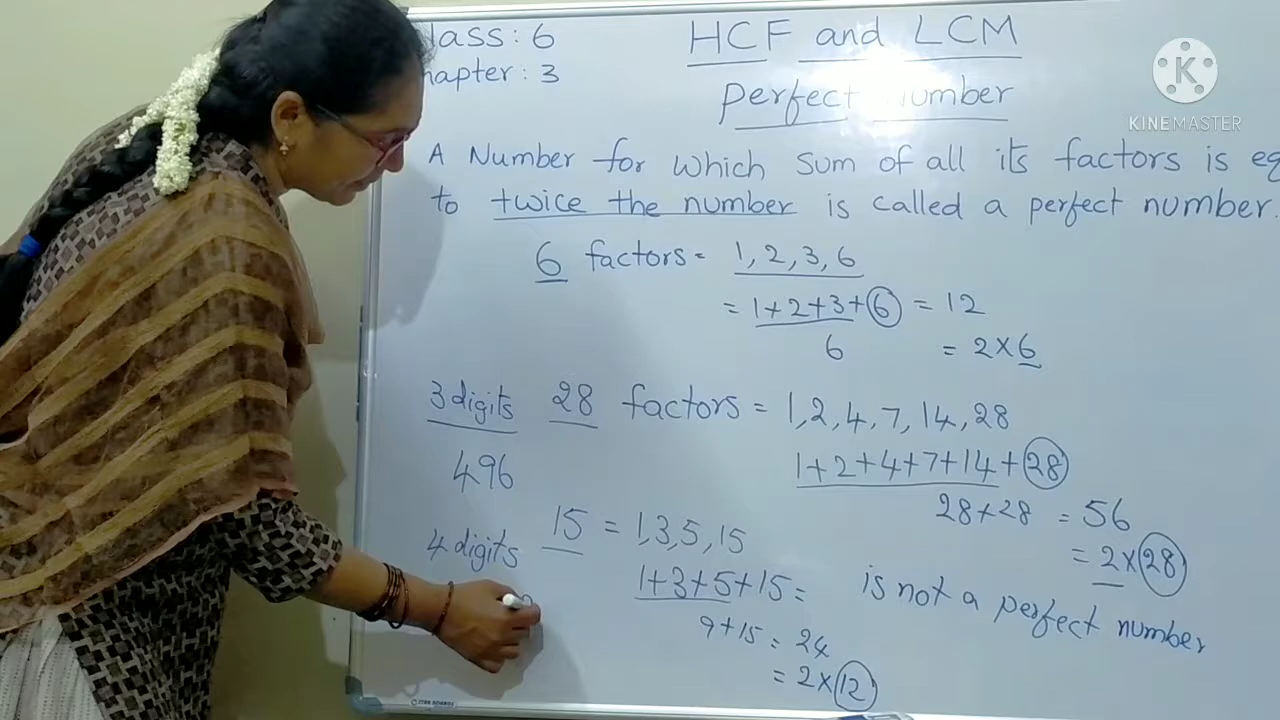 lass: 6
hapter: 3
HCF and LCM
Perfect Number
A Number for which sum of all its factors is eq
to twice the number is called a perfect number.
6 factors = 1, 2, 3, 6
= 1+2+3+6 = 12
6 = 2×6
3 digits
496
28 factors = 1, 2, 4, 7, 14, 28
1+2+4+7+14+28
28+28 = 56
= 2×28
4 digits
15 = 1,3,5,15
1+3+5+15 =
9+15 = 24
= 2×12
is not a perfect number
KINEMASTER